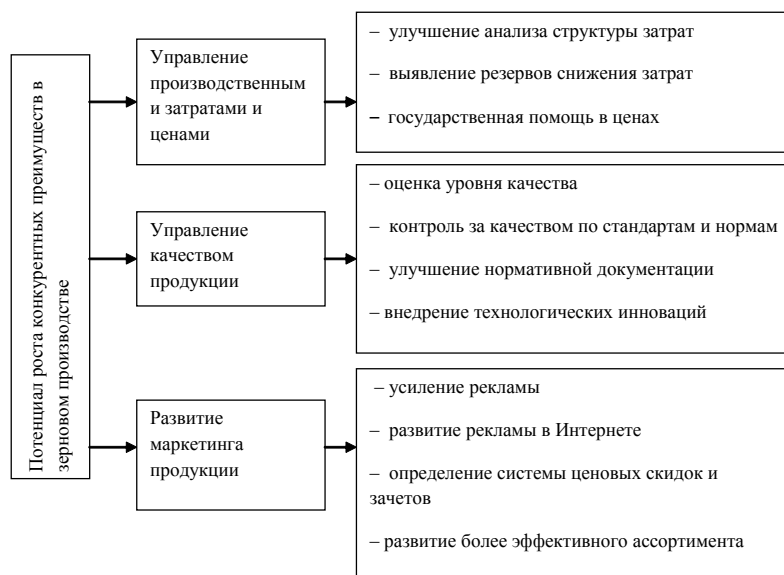 Потенциал роста конкурентных преимуществ в
зерновом производстве
Управление
производственным
и затратами и
ценами
– улучшение анализа структуры затрат
– выявление резервов снижения затрат
– государственная помощь в ценах
Управление
качеством
продукции
– оценка уровня качества
– контроль за качеством по стандартам и нормам
– улучшение нормативной документации
– внедрение технологических инноваций
Развитие
маркетинга
продукции
– усиление рекламы
– развитие рекламы в Интернете
– определение системы ценовых скидок и
зачетов
– развитие более эффективного ассортимента